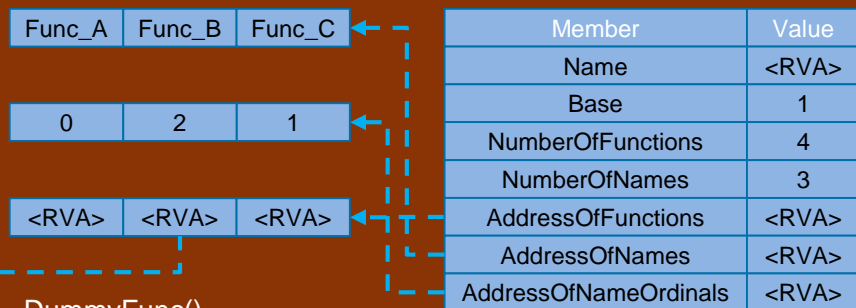 Func_A Func_B Func_C
0 2 1
<RVA> <RVA> <RVA>
DummyFunc()
Member Value
Name <RVA>
Base 1
NumberOfFunctions 4
NumberOfNames 3
AddressOfFunctions <RVA>
AddressOfNames <RVA>
AddressOfNameOrdinals <RVA>